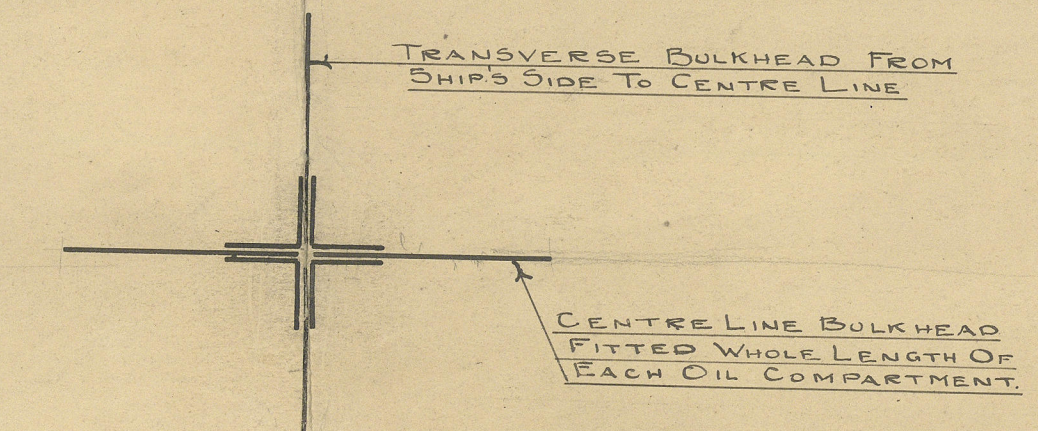 TRANSVERSE BULKHEAD FROM
SHIP'S SIDE TO CENTRE LINE
CENTRE LINE BULKHEAD
FITTED WHOLE LENGTH OF
EACH OIL COMPARTMENT.